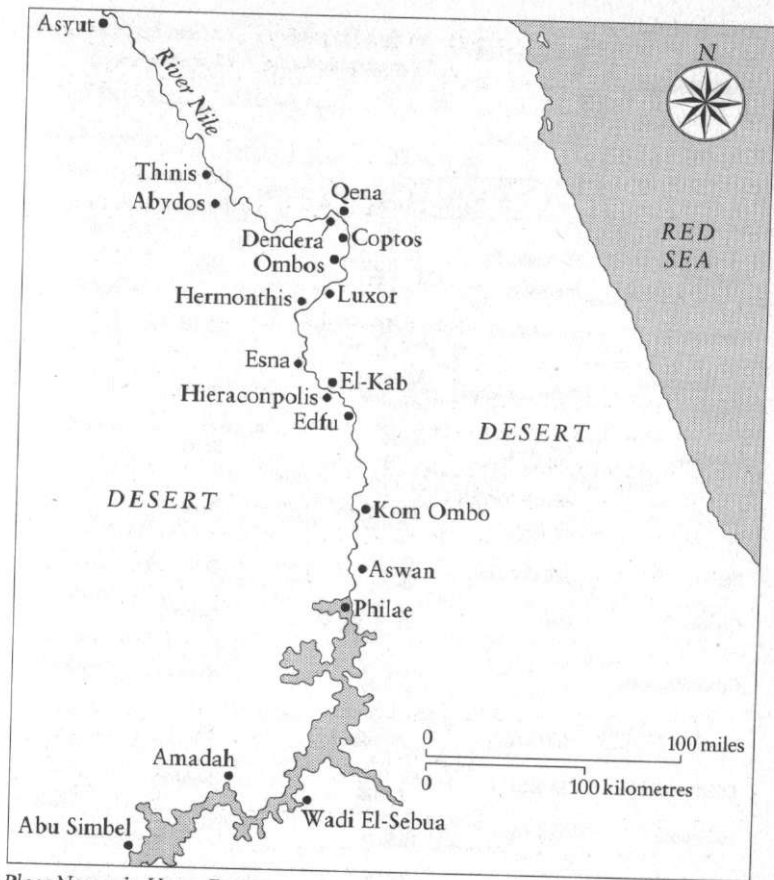 Asyut
River Nile
N
Thinis
Abydos
Qena
Dendera
Coptos
Ombos
RED
SEA
Hermonthis
Luxor
Esna
El-Kab
Hieraconpolis
Edfu
DESERT
DESERT
Kom Ombo
Aswan
Philae
0
100 miles
0
100 kilometres
Amadah
Wadi El-Sebua
Abu Simbel